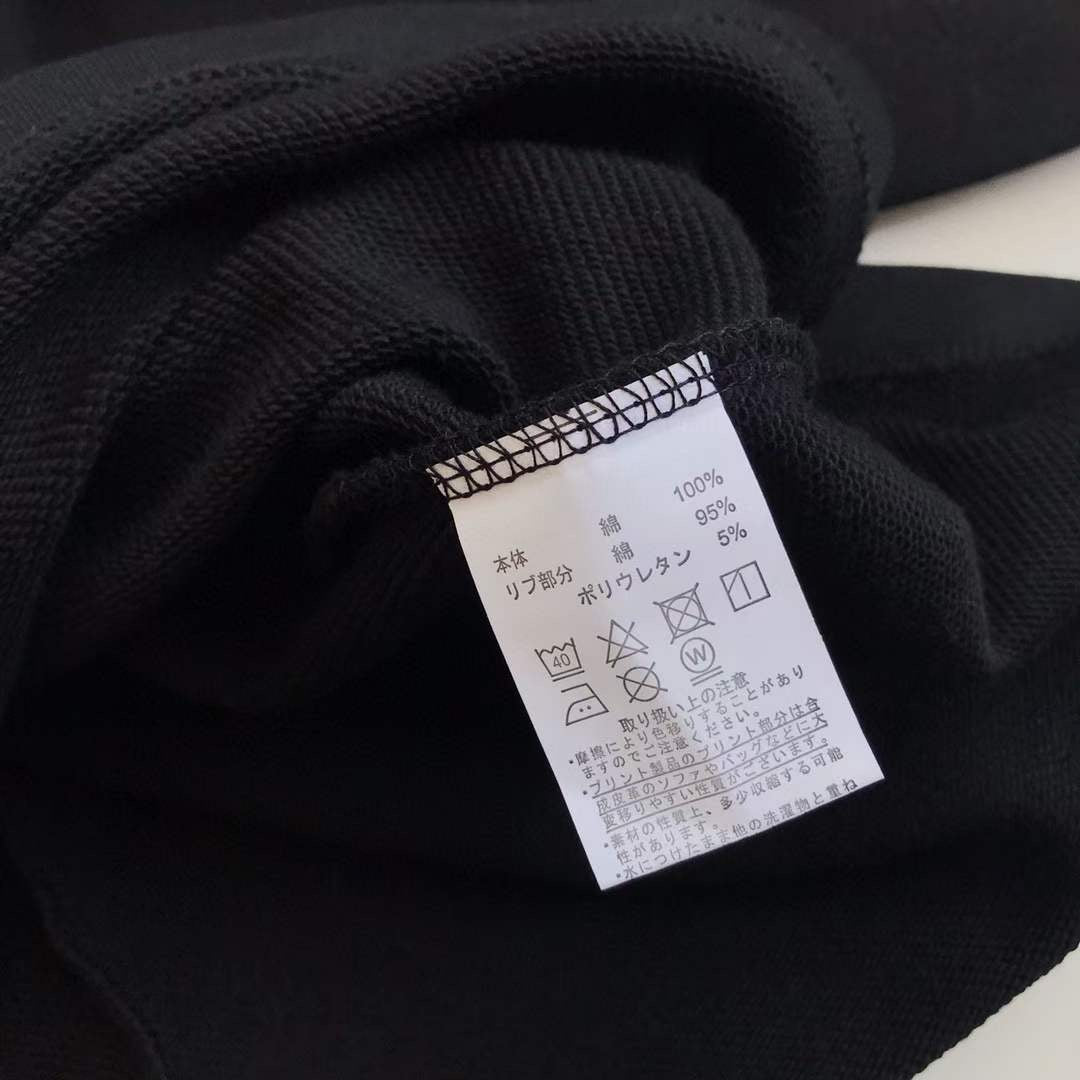 本体 綿 100%
リブ部分 綿 95%
ポリウレタン 5%
40
W
取り扱い上の注意
・摩擦により色移りすることがあり
ますのでご注意ください。
・プリント製品のプリント部分は合
成皮革のソファやバッグなどに大
変移りやすい性質がございます。
・素材の性質上、多少収縮する可能
性があります。
・水につけたまま他の洗濯物と重ね